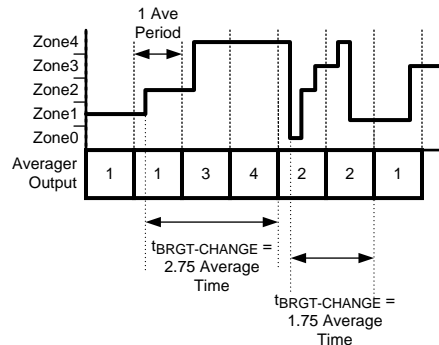 1 Ave
Period
Zone4
Zone3
Zone2
Zone1
Zone0
Averager
Output
1 1 3 4 2 2 1
tBRGT-CHANGE =
2.75 Average
Time
tBRGT-CHANGE =
1.75 Average
Time